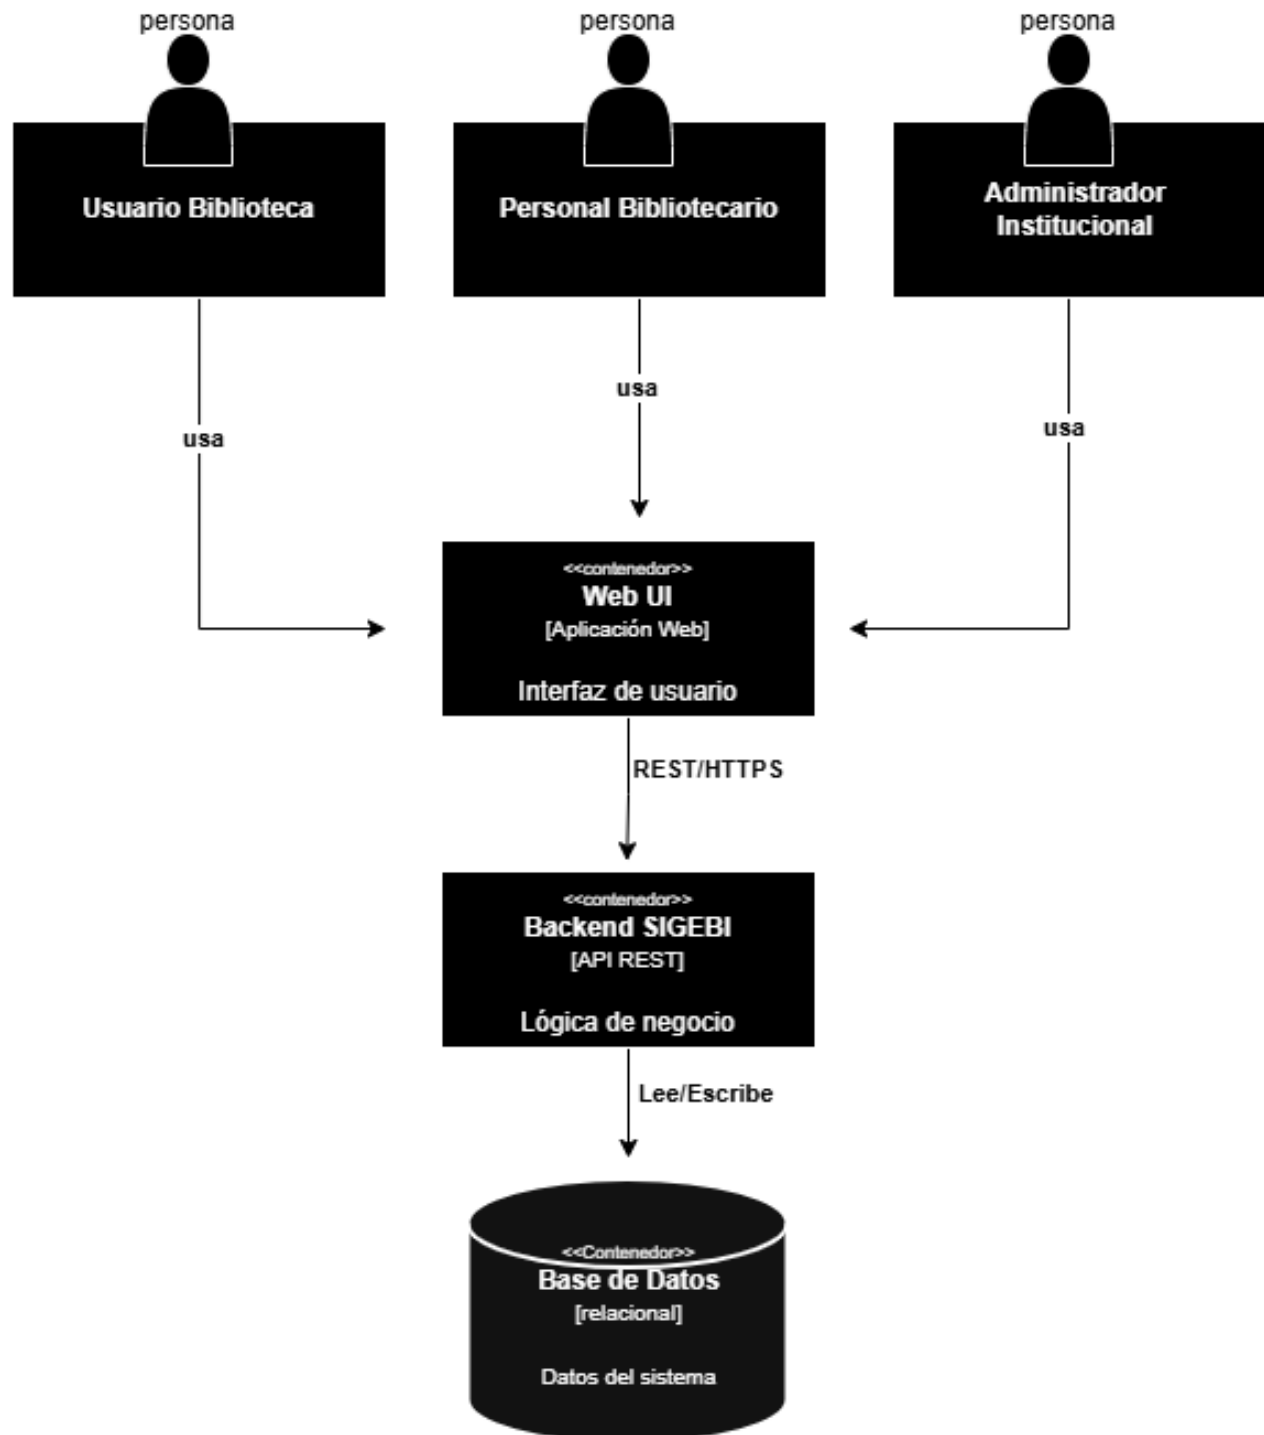 persona
persona
persona
Usuario Biblioteca
Personal Bibliotecario
Administrador
Institucional
usa
usa
usa
<<contenedor>>
Web UI
[Aplicación Web]
Interfaz de usuario
REST/HTTPS
<<contenedor>>
Backend SIGEBI
[API REST]
Lógica de negocio
Lee/Escribe
<<Contenedor>>
Base de Datos
[relacional]
Datos del sistema